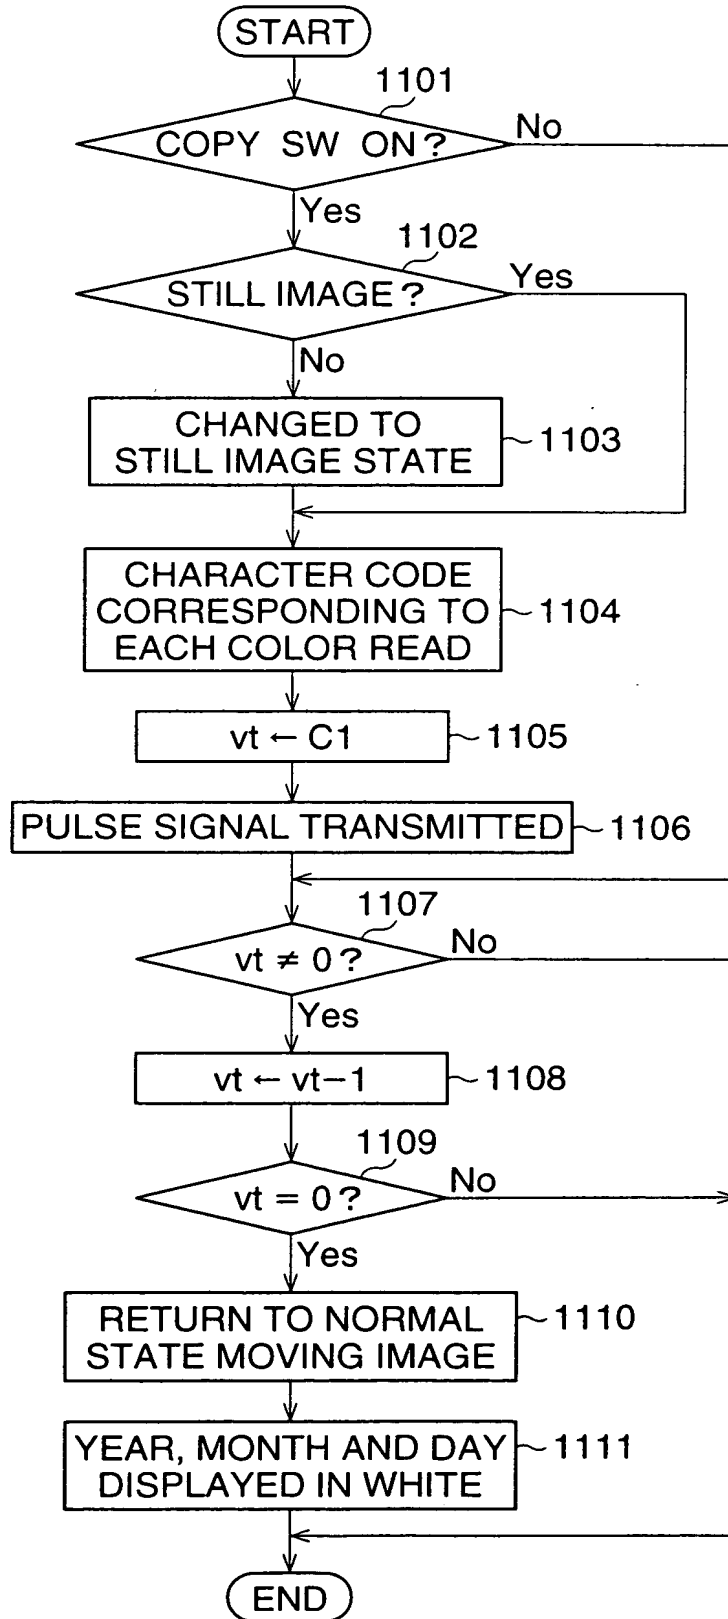 START
1101
COPY SW ON?
No
Yes
1102
STILL IMAGE?
Yes
No
CHANGED TO
STILL IMAGE STATE
1103
CHARACTER CODE
CORRESPONDING TO
EACH COLOR READ
1104
vt ← C1
1105
PULSE SIGNAL TRANSMITTED
1106
1107
vt ≠ 0?
No
Yes
vt ← vt−1
1108
1109
vt = 0?
No
Yes
RETURN TO NORMAL
STATE MOVING IMAGE
1110
YEAR, MONTH AND DAY
DISPLAYED IN WHITE
1111
END